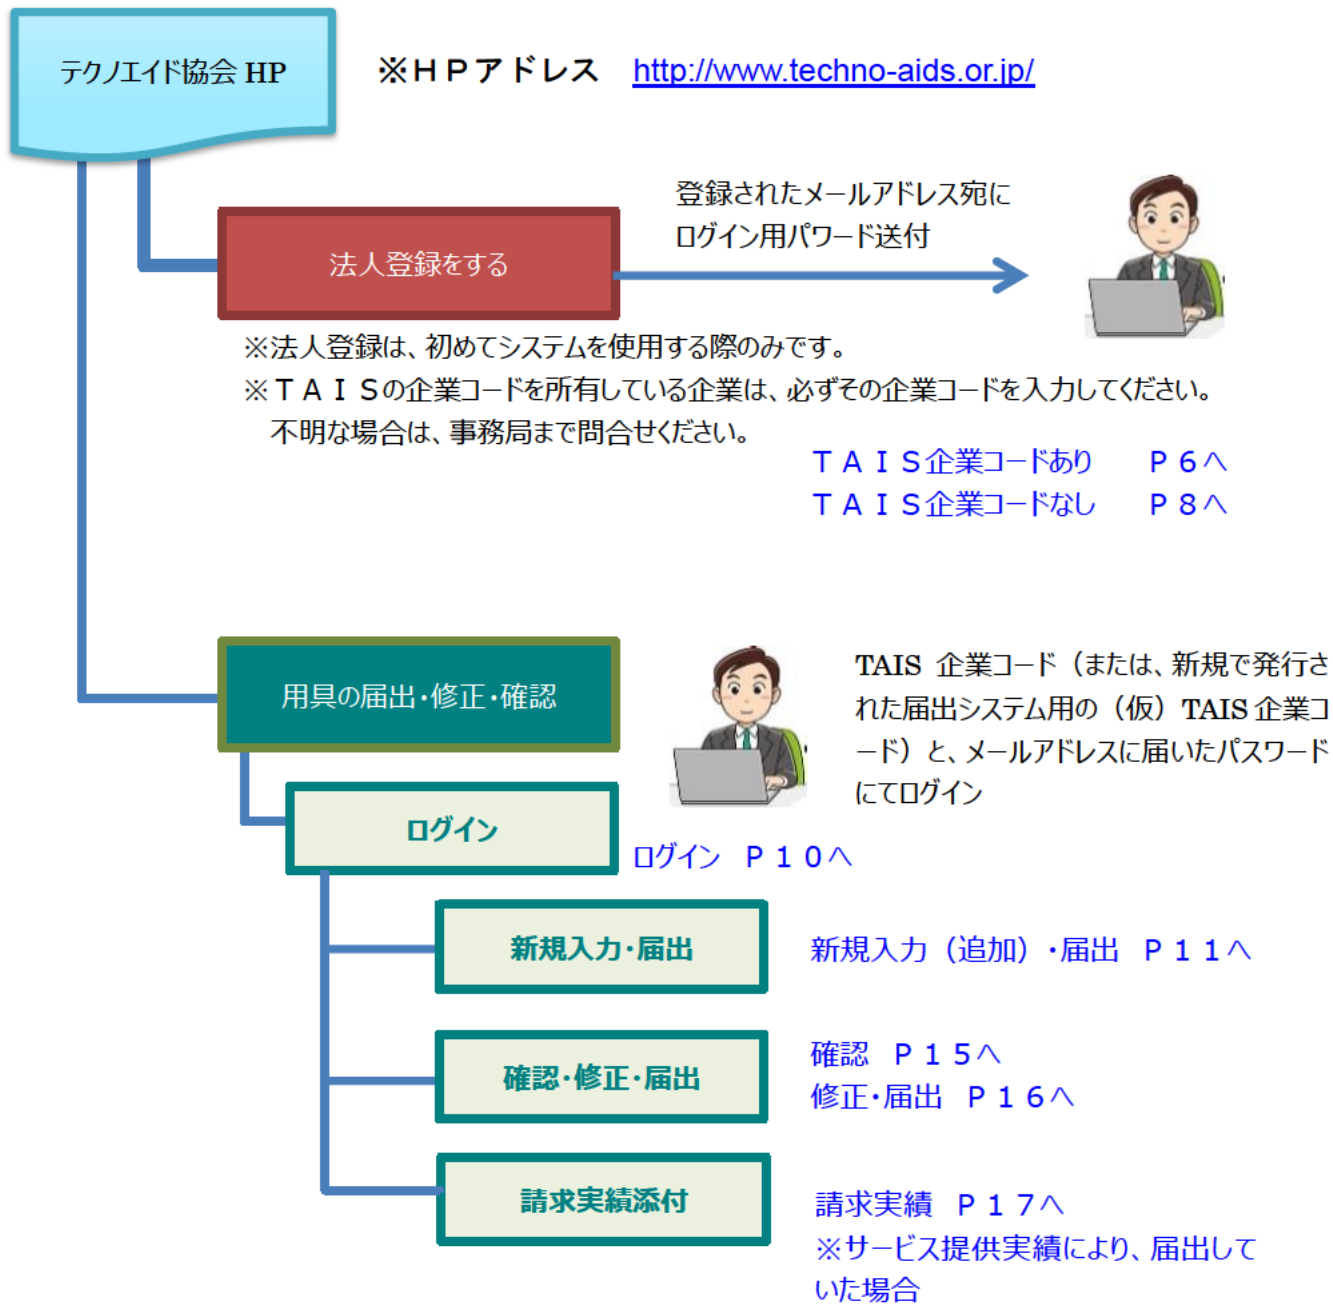 テクノエイド協会 HP
※ＨＰアドレス　http://www.techno-aids.or.jp/
登録されたメールアドレス宛に
ログイン用パワード送付
法人登録をする
※法人登録は、初めてシステムを使用する際のみです。
※ＴＡＩＳの企業コードを所有している企業は、必ずその企業コードを入力してください。
不明な場合は、事務局まで問合せください。
ＴＡＩＳ企業コードあり　Ｐ６へ
ＴＡＩＳ企業コードなし　Ｐ８へ
用具の届出・修正・確認
TAIS 企業コード（または、新規で発行さ
れた届出システム用の（仮）TAIS 企業コ
ード）と、メールアドレスに届いたパスワード
にてログイン
ログイン
ログイン　Ｐ１０へ
新規入力・届出
新規入力（追加）・届出　Ｐ１１へ
確認・修正・届出
確認　Ｐ１５へ
修正・届出　Ｐ１６へ
請求実績添付
請求実績　Ｐ１７へ
※サービス提供実績により、届出して
いた場合